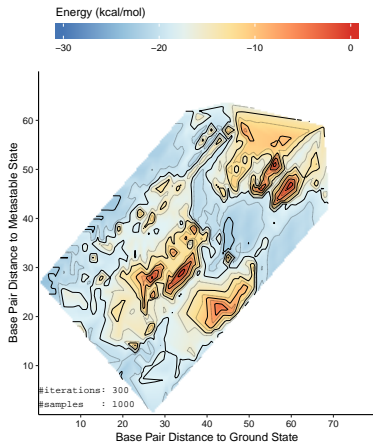 Energy (kcal/mol)
−30 −20 −10 0
Base Pair Distance to Metastable State
60
50
40
30
20
10
#iterations: 300
#samples : 1000
10 20 30 40 50 60 70
Base Pair Distance to Ground State